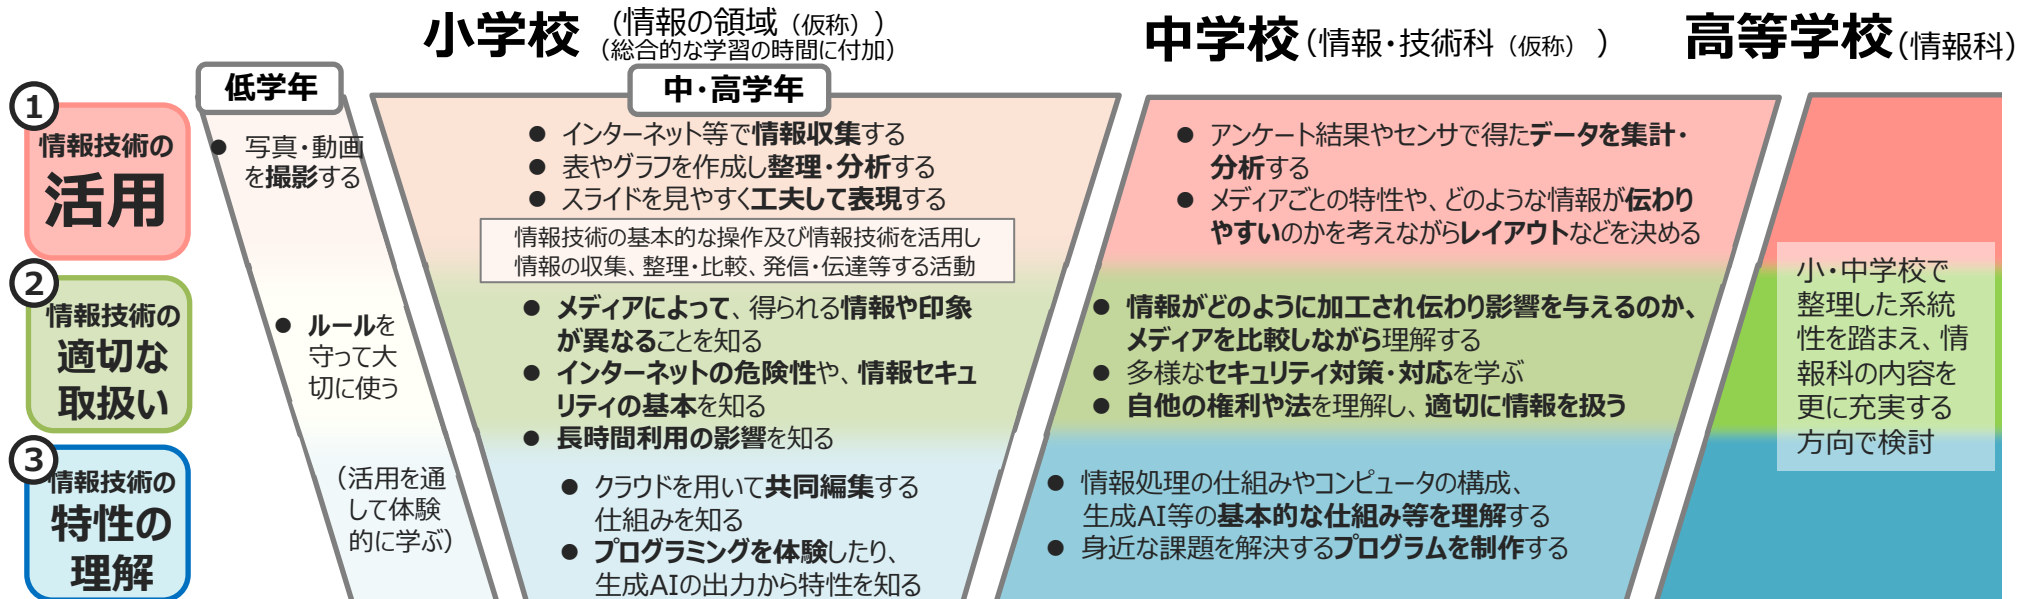 小学校 (情報の領域（仮称）)
(総合的な学習の時間に付加)
中学校(情報・技術科（仮称）)
高等学校(情報科)
低学年
中・高学年
①
情報技術の
活用
● 写真・動画
を撮影する
● インターネット等で情報収集する
● 表やグラフを作成し整理・分析する
● スライドを見やすく工夫して表現する
情報技術の基本的な操作及び情報技術を活用し
情報の収集、整理・比較、発信・伝達等する活動
● アンケート結果やセンサで得たデータを集計・
分析する
● メディアごとの特性や、どのような情報が伝わり
やすいのかを考えながらレイアウトなどを決める
②
情報技術の
適切な
取扱い
● ルールを
守って大
切に使う
● メディアによって、得られる情報や印象
が異なることを知る
● インターネットの危険性や、情報セキュ
リティの基本を知る
● 長時間利用の影響を知る
● 情報がどのように加工され伝わり影響を与えるのか、
メディアを比較しながら理解する
● 多様なセキュリティ対策・対応を学ぶ
● 自他の権利や法を理解し、適切に情報を扱う
小・中学校で
整理した系統
性を踏まえ、情
報科の内容を
更に充実する
方向で検討
③
情報技術の
特性の
理解
（活用を通
して体験
的に学ぶ）
● クラウドを用いて共同編集する
仕組みを知る
● プログラミングを体験したり、
生成AIの出力から特性を知る
● 情報処理の仕組みやコンピュータの構成、
生成AI等の基本的な仕組み等を理解する
● 身近な課題を解決するプログラムを制作する